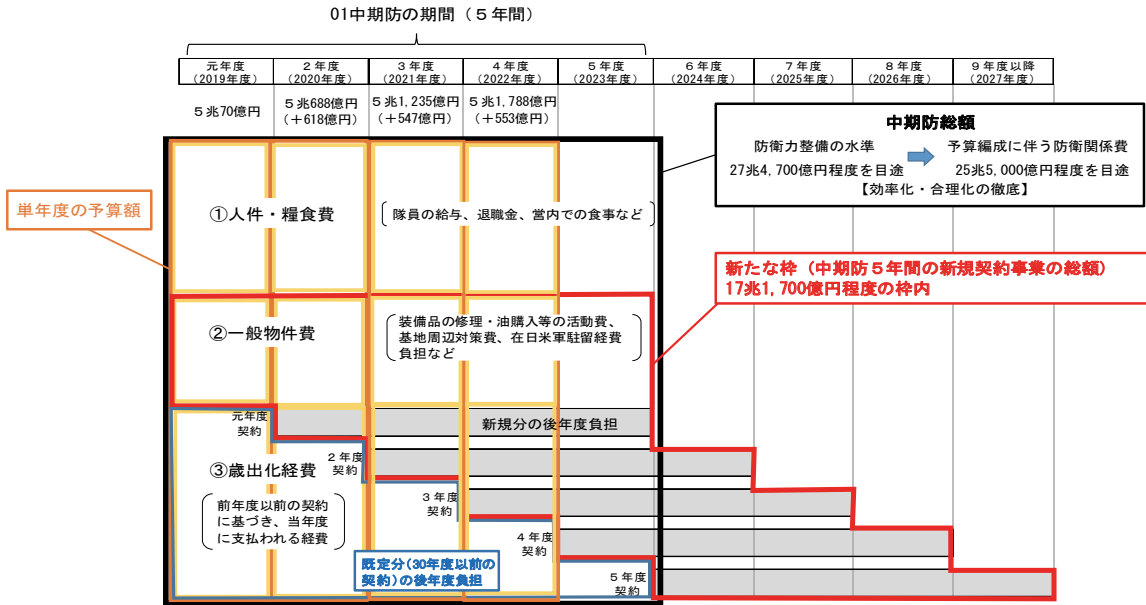 01中期防の期間（５年間）
元年度
(2019年度)
２年度
(2020年度)
３年度
(2021年度)
４年度
(2022年度)
５年度
(2023年度)
６年度
(2024年度)
７年度
(2025年度)
８年度
(2026年度)
９年度以降
(2027年度)
５兆70億円
５兆688億円
（＋618億円）
５兆1,235億円
（＋547億円）
５兆1,788億円
（＋553億円）
中期防総額
防衛力整備の水準
27兆4,700億円程度を目途
予算編成に伴う防衛関係費
25兆5,000億円程度を目途
【効率化・合理化の徹底】
単年度の予算額
①人件・糧食費
隊員の給与、退職金、営内での食事など
新たな枠（中期防５年間の新規契約事業の総額）
17兆1,700億円程度の枠内
②一般物件費
装備品の修理・油購入等の活動費、
基地周辺対策費、在日米軍駐留経費
負担など
元年度
契約
新規分の後年度負担
２年度
契約
③歳出化経費
前年度以前の契約
に基づき、当年度
に支払われる経費
３年度
契約
４年度
契約
既定分(30年度以前の
契約)の後年度負担
５年度
契約